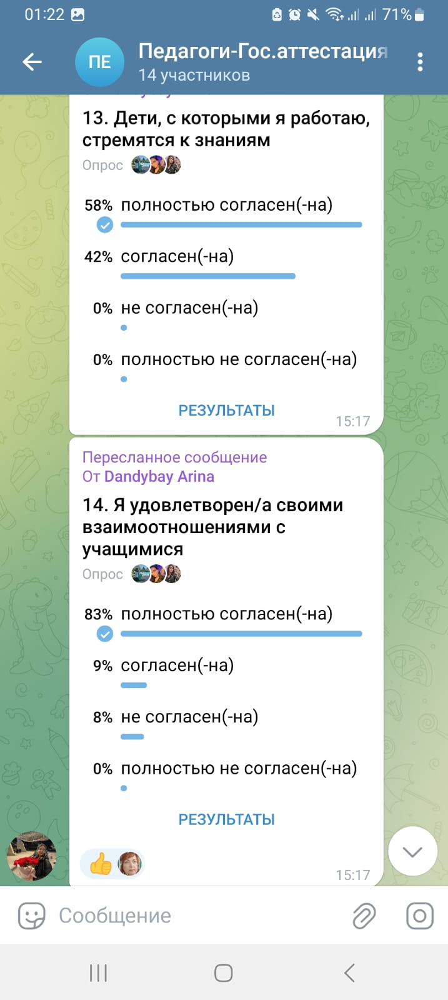 01:22
71%
ПЕ
Педагоги-Гос.аттестация
14 участников
13. Дети, с которыми я работаю,
стремятся к знаниям
Опрос
58% полностью согласен(-на)
42% согласен(-на)
0% не согласен(-на)
0% полностью не согласен(-на)
РЕЗУЛЬТАТЫ
15:17
Пересланное сообщение
От Dandybay Arina
14. Я удовлетворен/а своими
взаимоотношениями с
учащимися
Опрос
83% полностью согласен(-на)
9% согласен(-на)
8% не согласен(-на)
0% полностью не согласен(-на)
РЕЗУЛЬТАТЫ
15:17
Сообщение